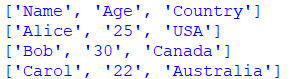 ['Name', 'Age', 'Country']
['Alice', '25', 'USA']
['Bob', '30', 'Canada']
['Carol', '22', 'Australia']